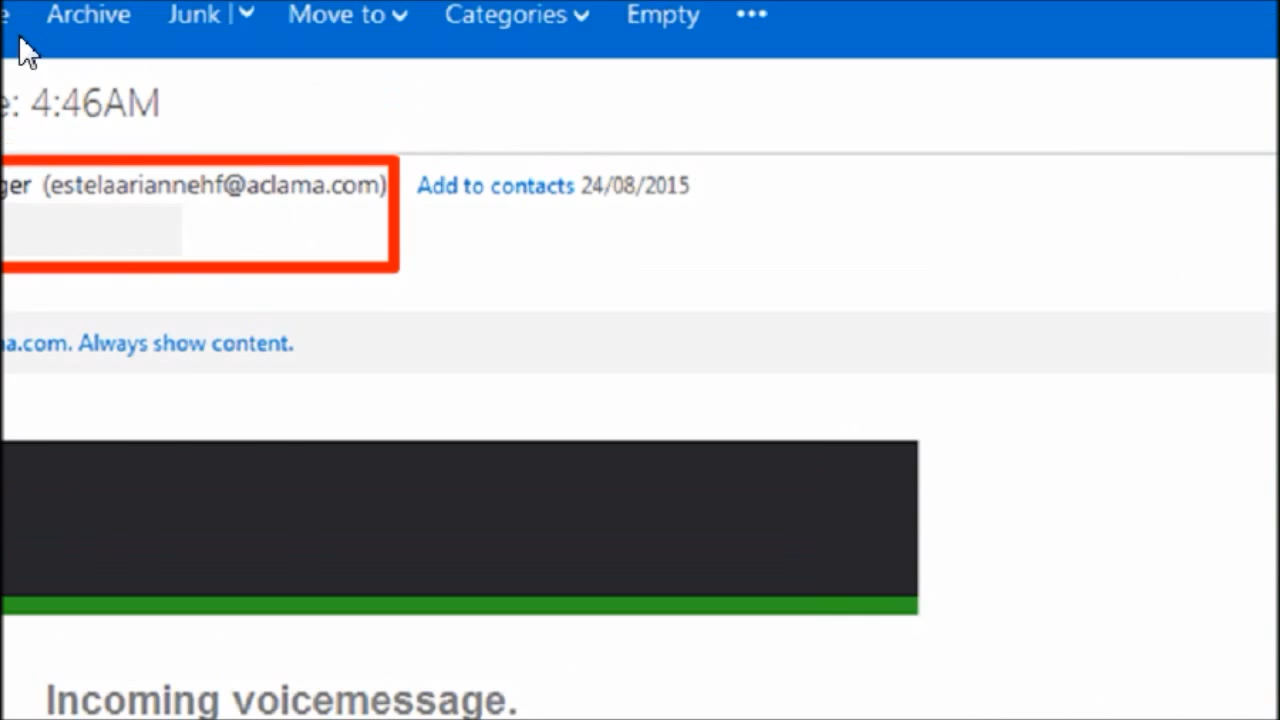 Archive Junk | Move to Categories Empty •••
e: 4:46AM
ger (estelaariannehf@aclama.com) Add to contacts 24/08/2015
na.com. Always show content.
Incoming voicemessage.